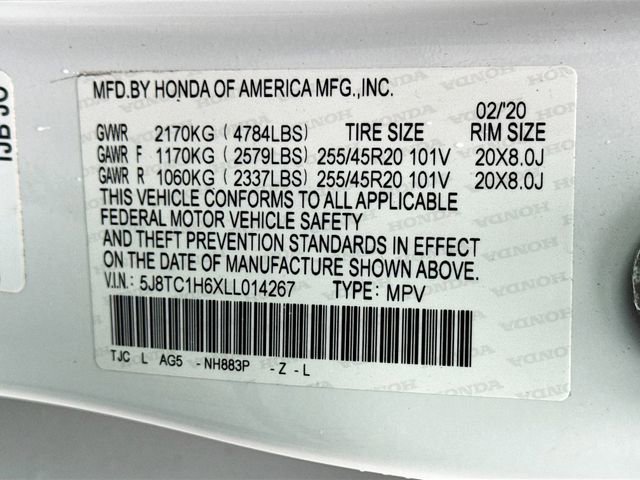 MFD.BY HONDA OF AMERICA MFG.,INC.
02/'20
GVWR 2170KG ( 4784LBS) TIRE SIZE RIM SIZE
GAWR F 1170KG ( 2579LBS) 255/45R20 101V 20X8.0J
GAWR R 1060KG ( 2337LBS) 255/45R20 101V 20X8.0J
THIS VEHICLE CONFORMS TO ALL APPLICABLE
FEDERAL MOTOR VEHICLE SAFETY
AND THEFT PREVENTION STANDARDS IN EFFECT
ON THE DATE OF MANUFACTURE SHOWN ABOVE.
V.I.N.: 5J8TC1H6XLL014267 TYPE: MPV
TJC L AG5 - NH883P - Z - L